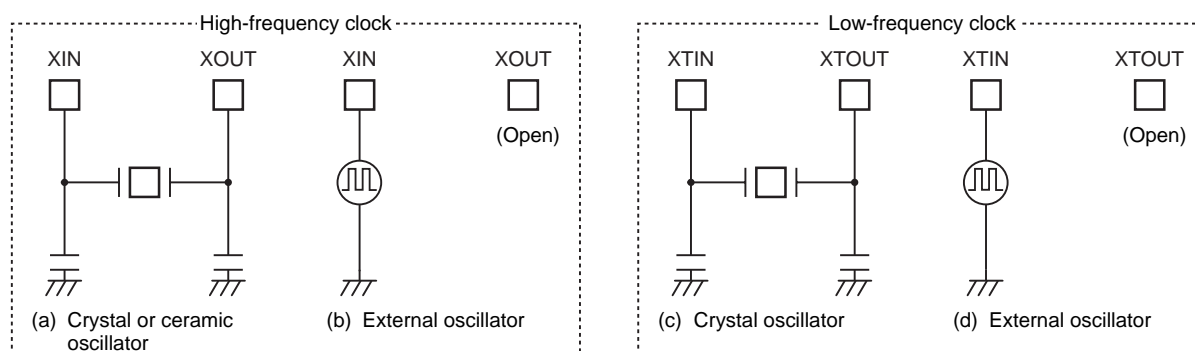 High-frequency clock
XIN XOUT XIN XOUT
(Open)
(a) Crystal or ceramic
oscillator
(b) External oscillator
Low-frequency clock
XTIN XTOUT XTIN XTOUT
(Open)
(c) Crystal oscillator
(d) External oscillator